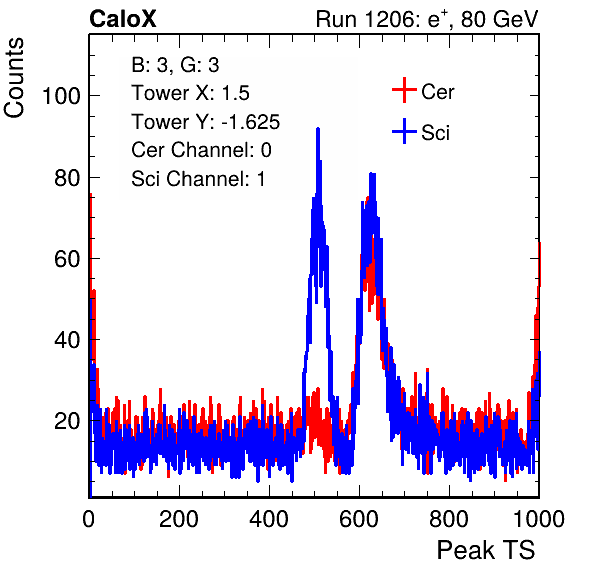 CaloX Run 1206: e+, 80 GeV
Counts
B: 3, G: 3
Tower X: 1.5
Tower Y: -1.625
Cer Channel: 0
Sci Channel: 1
Cer
Sci
100
80
60
40
20
0 200 400 600 800 1000
Peak TS